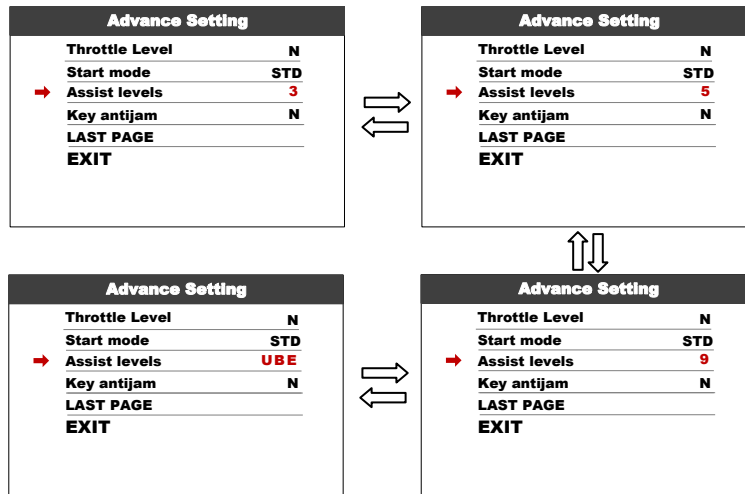 Advance Setting
Throttle Level N
Start mode STD
Assist levels 3
Key antijam N
LAST PAGE
EXIT
Advance Setting
Throttle Level N
Start mode STD
Assist levels 5
Key antijam N
LAST PAGE
EXIT
Advance Setting
Throttle Level N
Start mode STD
Assist levels UBE
Key antijam N
LAST PAGE
EXIT
Advance Setting
Throttle Level N
Start mode STD
Assist levels 9
Key antijam N
LAST PAGE
EXIT